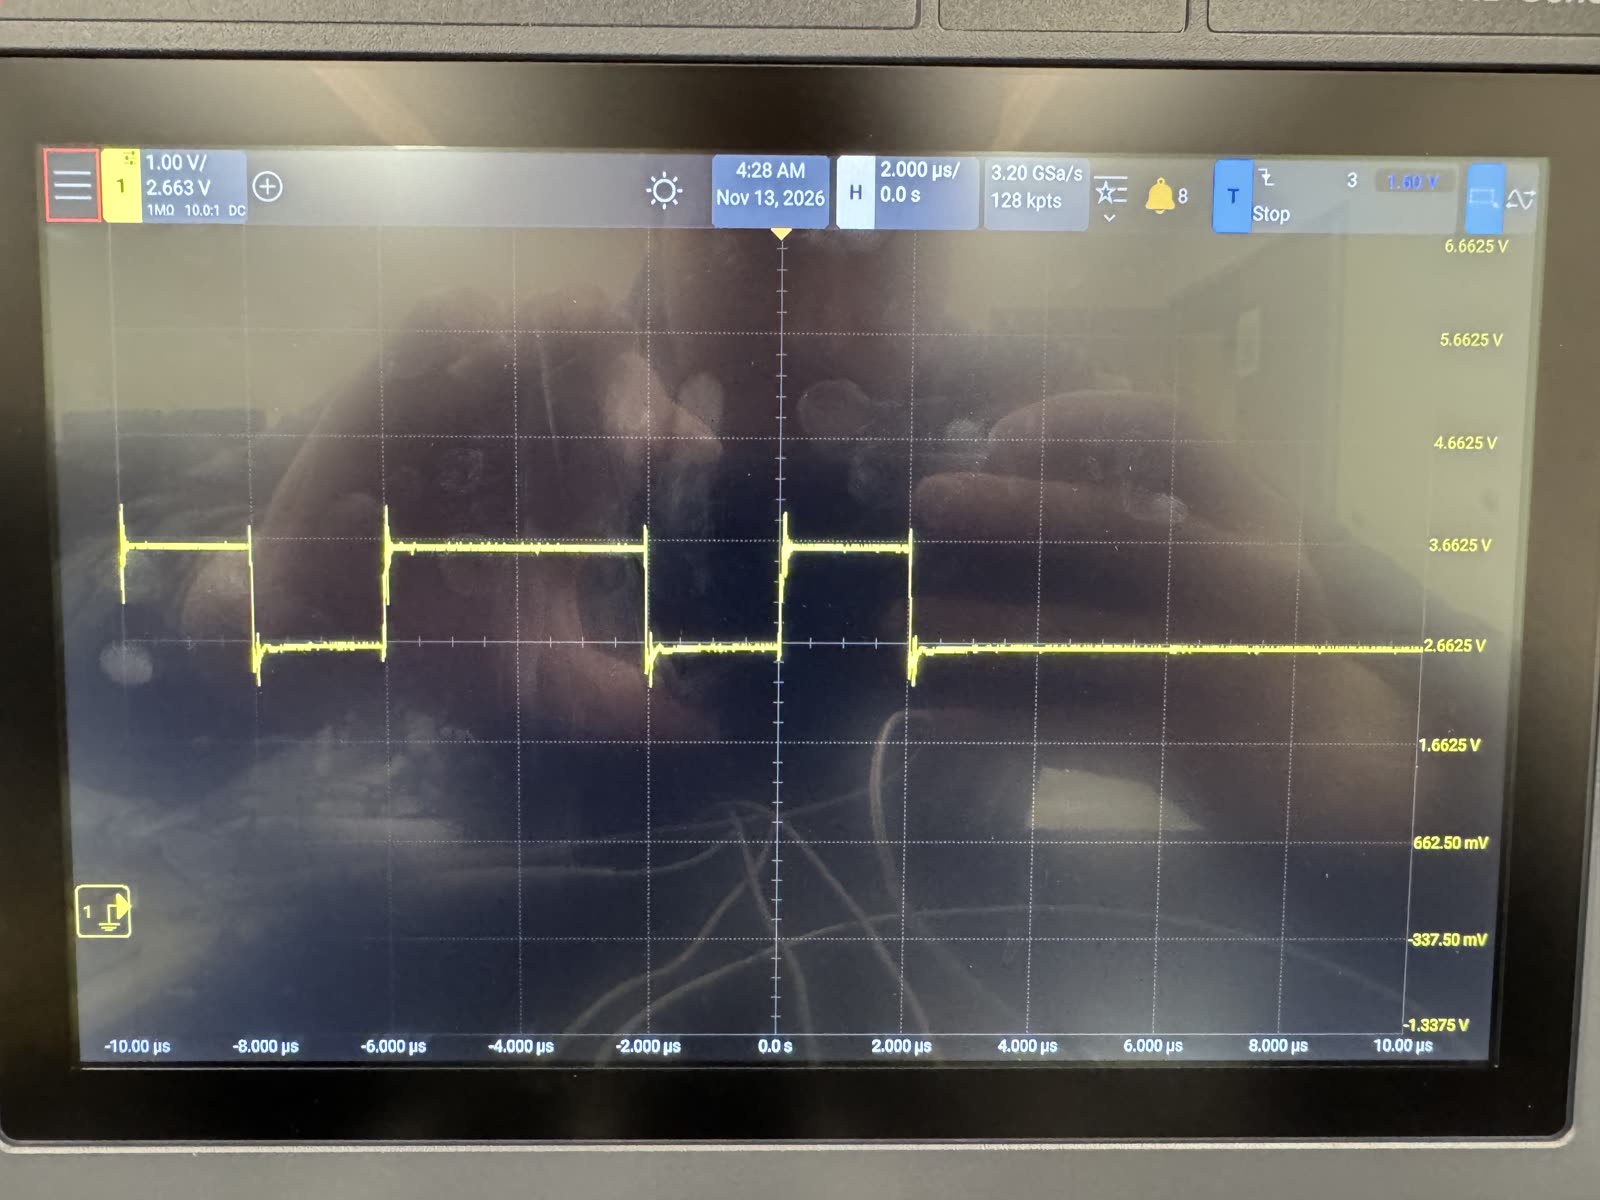 1
1.00 V/
2.663 V
1MΩ 10.0:1 DC
4:28 AM
Nov 13, 2026
H
2.000 µs/
0.0 s
3.20 GSa/s
128 kpts
8
T
3
1.60 V
Stop
6.6625 V
5.6625 V
4.6625 V
3.6625 V
2.6625 V
1.6625 V
662.50 mV
-337.50 mV
-1.3375 V
1
-10.00 µs -8.000 µs -6.000 µs -4.000 µs -2.000 µs 0.0 s 2.000 µs 4.000 µs 6.000 µs 8.000 µs 10.00 µs